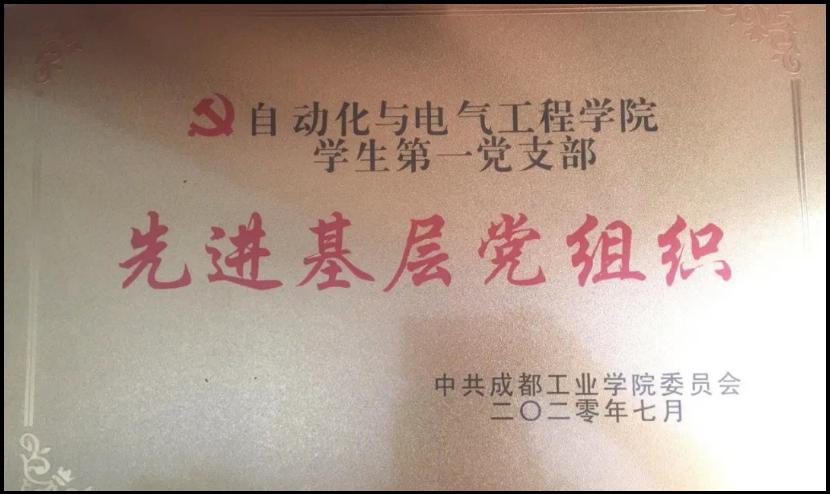 自动化与电气工程学院
学生第一党支部
先进基层党组织
中共成都工业学院委员会
二〇二零年七月